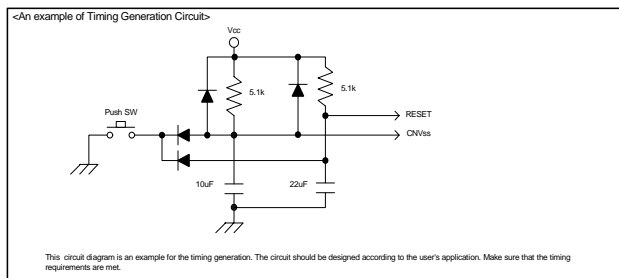 <An example of Timing Generation Circuit>
Vcc
5.1k
5.1k
Push SW
RESET
CNVss
10uF
22uF
This circuit diagram is an example for the timing generation. The circuit should be designed according to the user's application. Make sure that the timing
requirements are met.